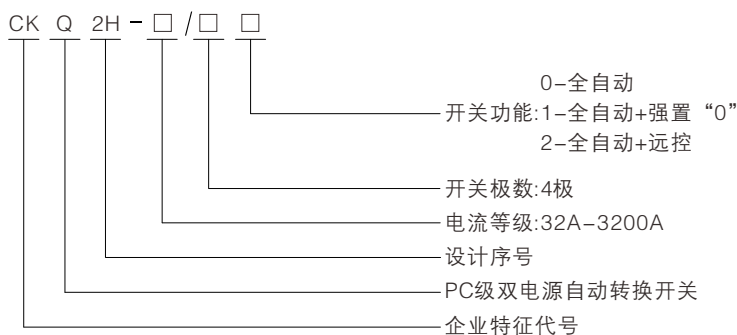 CK Q 2H-□/□ □
0-全自动
开关功能:1-全自动+强置“0”
2-全自动+远控
开关极数:4极
电流等级:32A-3200A
设计序号
PC级双电源自动转换开关
企业特征代号